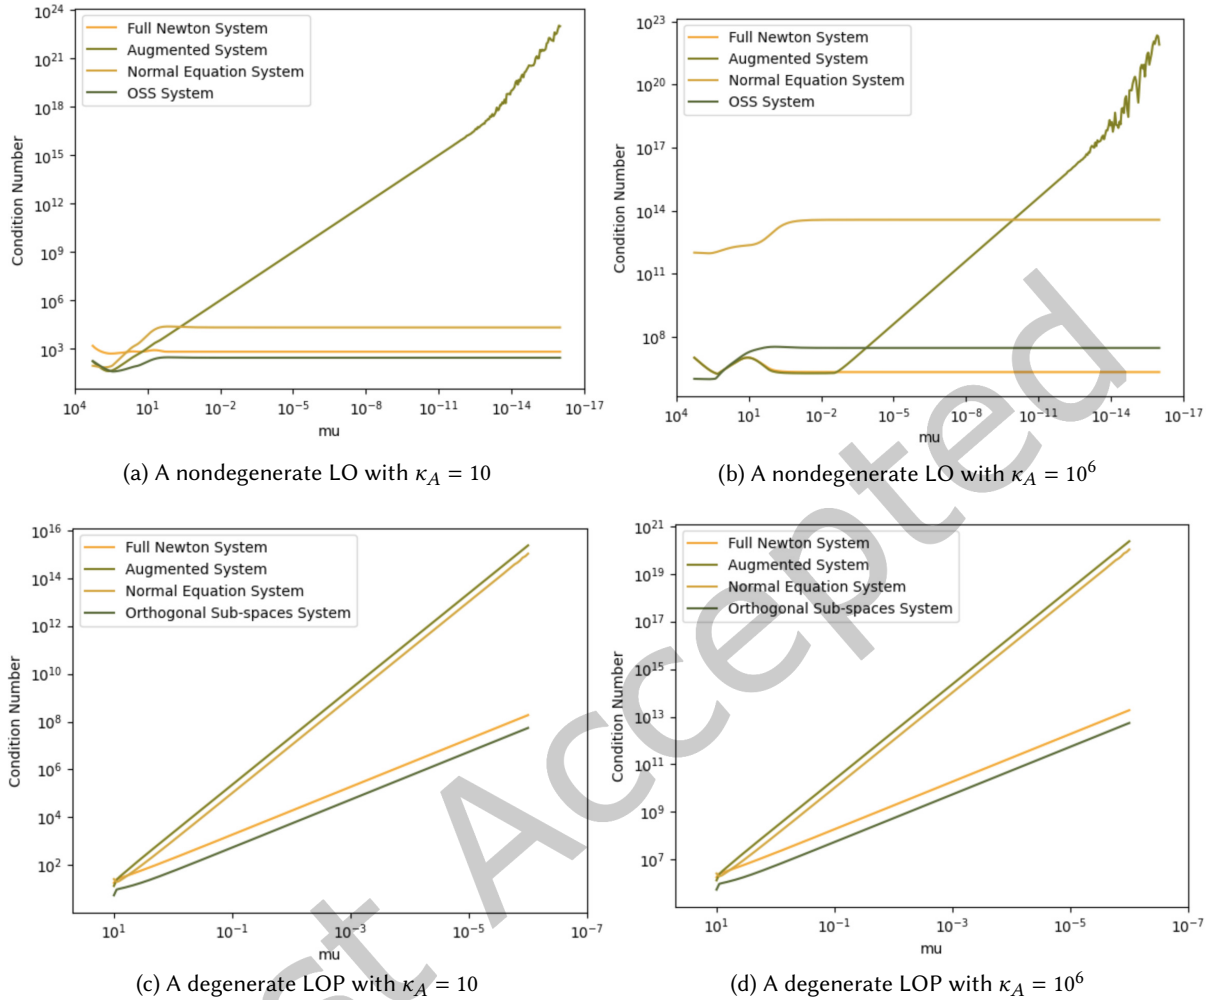 10^24
10^21
10^18
10^15
10^12
10^9
10^6
10^3
Condition Number
Full Newton System
Augmented System
Normal Equation System
OSS System
10^4
10^1
10^−2
10^−5
10^−8
10^−11
10^−14
10^−17
mu
(a) A nondegenerate LO with κ_A = 10
10^23
10^20
10^17
10^14
10^11
10^8
Condition Number
Full Newton System
Augmented System
Normal Equation System
OSS System
10^4
10^1
10^−2
10^−5
10^−8
10^−11
10^−14
10^−17
mu
(b) A nondegenerate LO with κ_A = 10^6
10^16
10^14
10^12
10^10
10^8
10^6
10^4
10^2
Condition Number
Full Newton System
Augmented System
Normal Equation System
Orthogonal Sub-spaces System
10^1
10^−1
10^−3
10^−5
10^−7
mu
(c) A degenerate LOP with κ_A = 10
10^21
10^19
10^17
10^15
10^13
10^11
10^9
10^7
Condition Number
Full Newton System
Augmented System
Normal Equation System
Orthogonal Sub-spaces System
10^1
10^−1
10^−3
10^−5
10^−7
mu
(d) A degenerate LOP with κ_A = 10^6
st Accepted